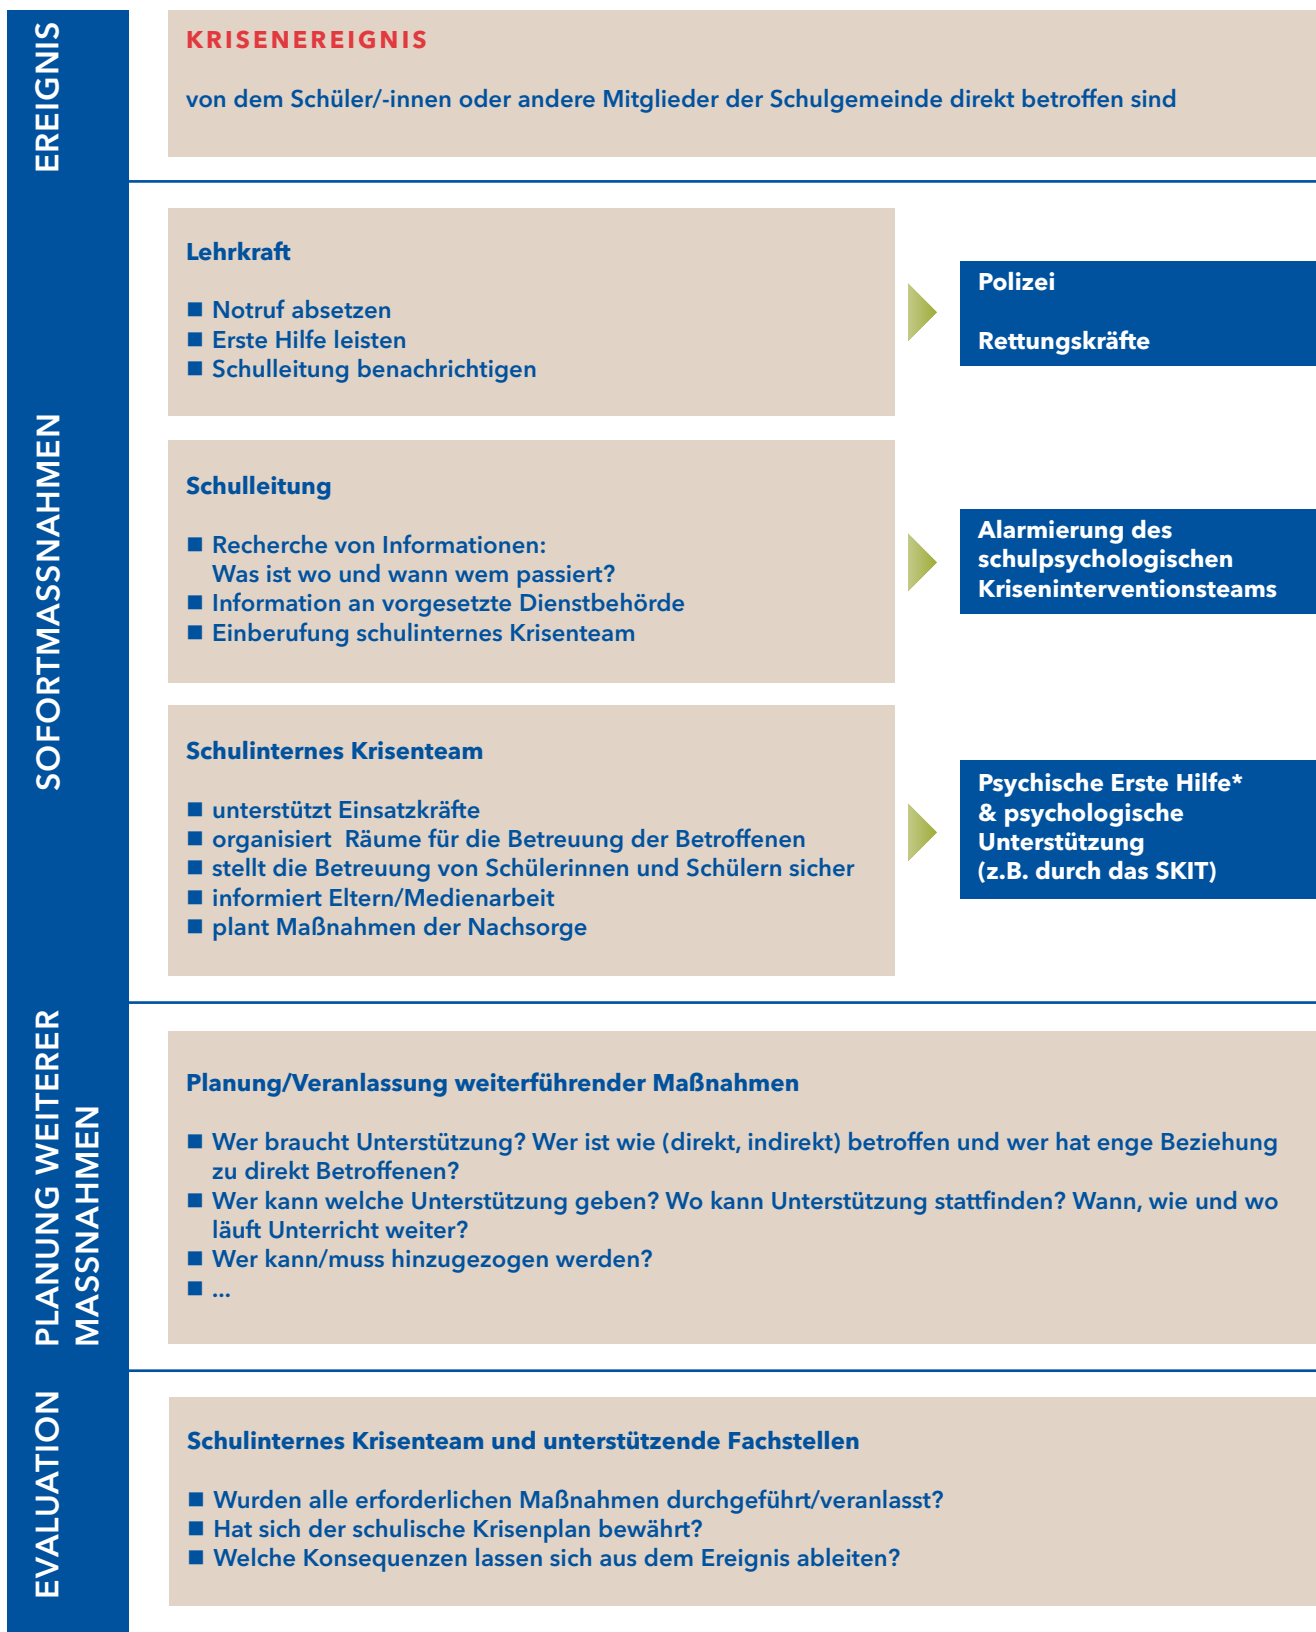 EREIGNIS
KRISENEREIGNIS
von dem Schüler/-innen oder andere Mitglieder der Schulgemeinde direkt betroffen sind
SOFORTMASSNAHMEN
Lehrkraft
■ Notruf absetzen
■ Erste Hilfe leisten
■ Schulleitung benachrichtigen
Polizei
Rettungskräfte
Schulleitung
■ Recherche von Informationen:
Was ist wo und wann wem passiert?
■ Information an vorgesetzte Dienstbehörde
■ Einberufung schulinternes Krisenteam
Alarmierung des
schulpsychologischen
Kriseninterventionsteams
Schulinternes Krisenteam
■ unterstützt Einsatzkräfte
■ organisiert Räume für die Betreuung der Betroffenen
■ stellt die Betreuung von Schülerinnen und Schülern sicher
■ informiert Eltern/Medienarbeit
■ plant Maßnahmen der Nachsorge
Psychische Erste Hilfe*
& psychologische
Unterstützung
(z.B. durch das SKIT)
PLANUNG WEITERER
MASSNAHMEN
Planung/Veranlassung weiterführender Maßnahmen
■ Wer braucht Unterstützung? Wer ist wie (direkt, indirekt) betroffen und wer hat enge Beziehung
zu direkt Betroffenen?
■ Wer kann welche Unterstützung geben? Wo kann Unterstützung stattfinden? Wann, wie und wo
läuft Unterricht weiter?
■ Wer kann/muss hinzugezogen werden?
■ ...
EVALUATION
Schulinternes Krisenteam und unterstützende Fachstellen
■ Wurden alle erforderlichen Maßnahmen durchgeführt/veranlasst?
■ Hat sich der schulische Krisenplan bewährt?
■ Welche Konsequenzen lassen sich aus dem Ereignis ableiten?